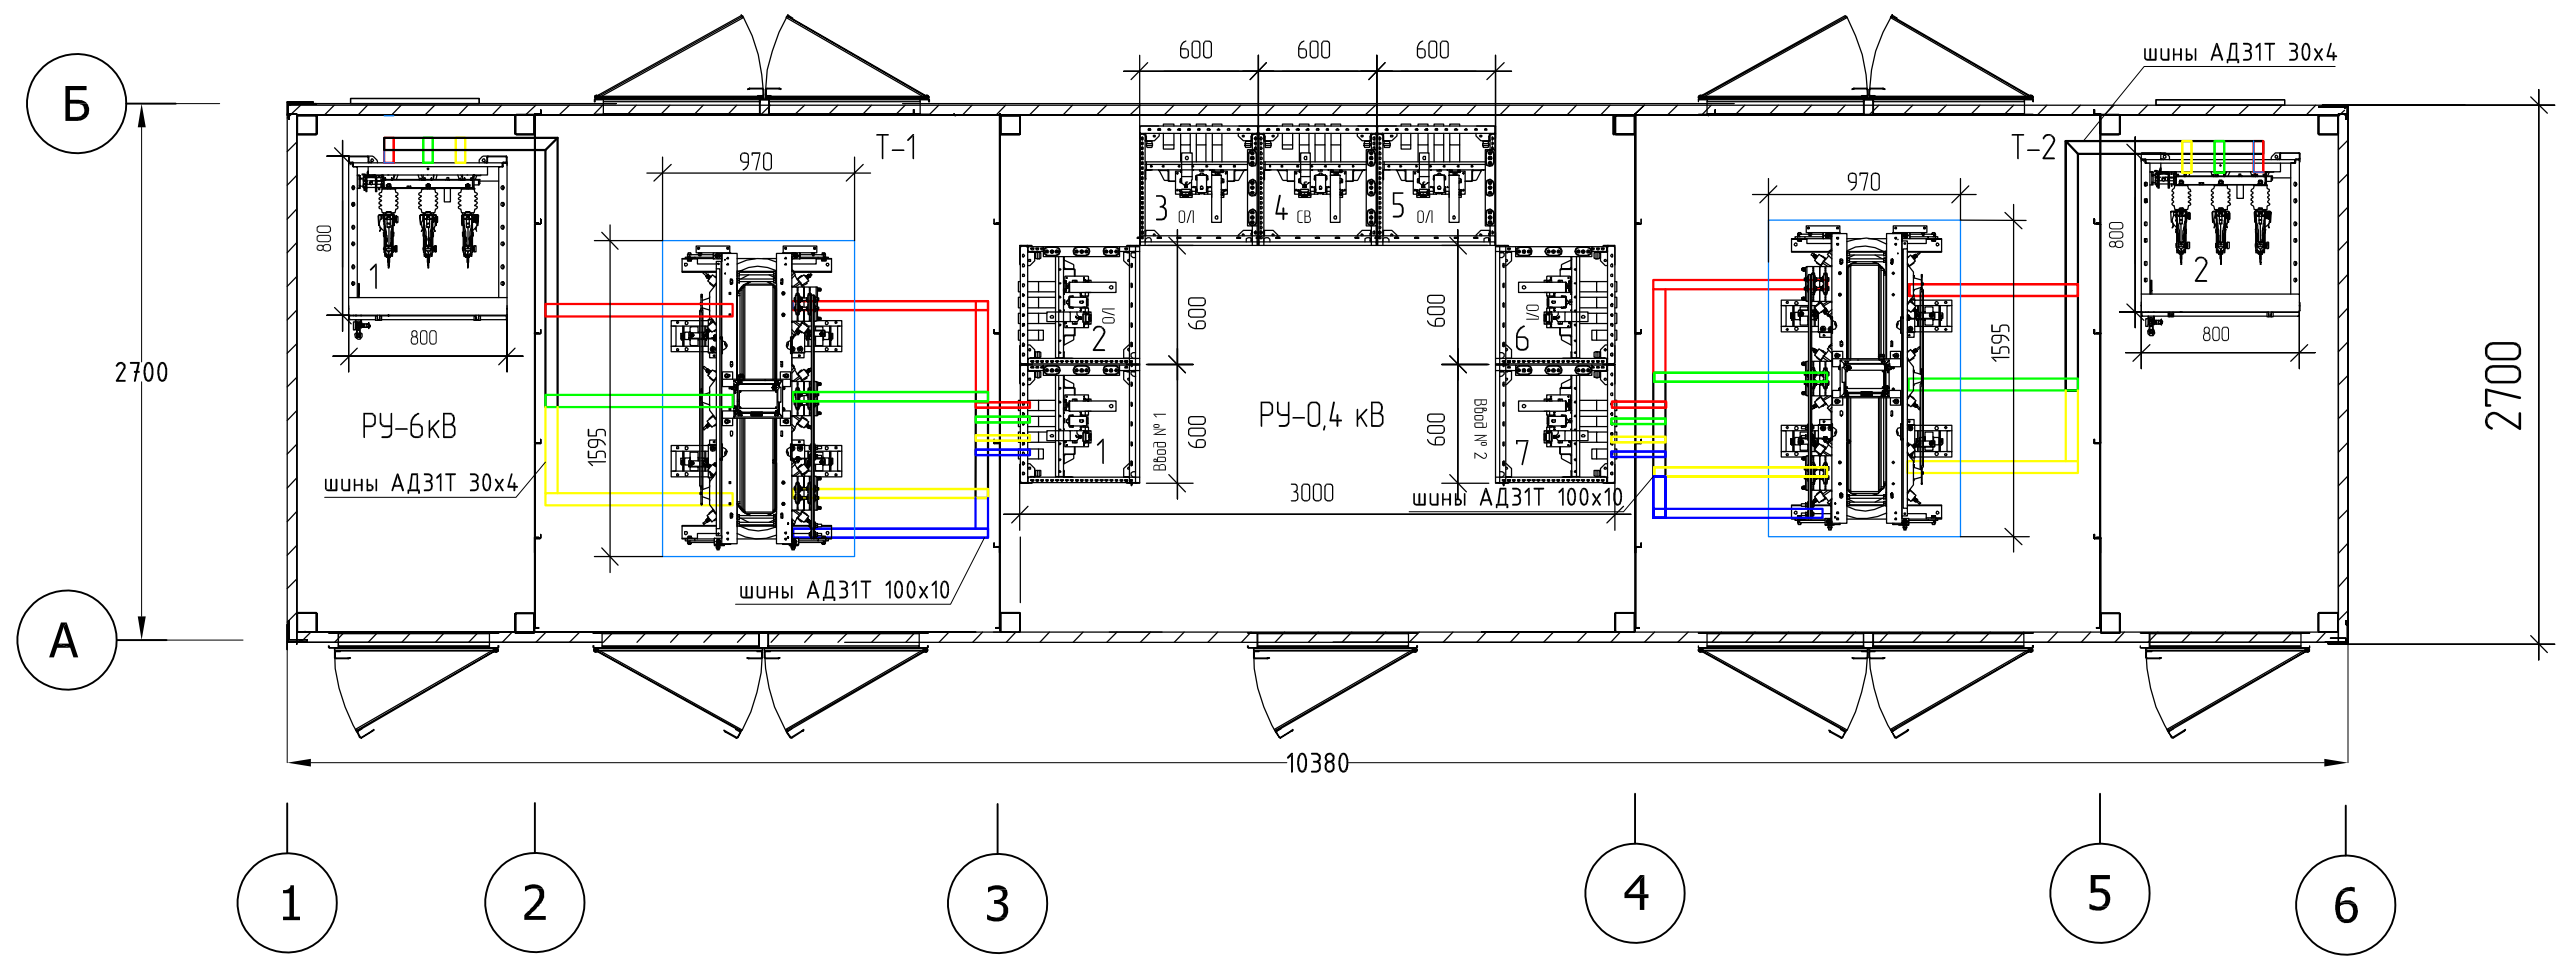 600
600
600
шины АД31Т 30х4
Б
Т-1
Т-2
970
970
3
О/Л
4
СВ
5
О/Л
800
1
800
800
2
800
2
О/Л
6
О/Л
600
600
1595
2700
2700
РУ-6кВ
РУ-0,4 кВ
1
Ввод № 1
600
600
Ввод № 2
7
1595
шины АД31Т 30х4
3000
шины АД31Т 100х10
шины АД31Т 100х10
А
10380
1
2
3
4
5
6